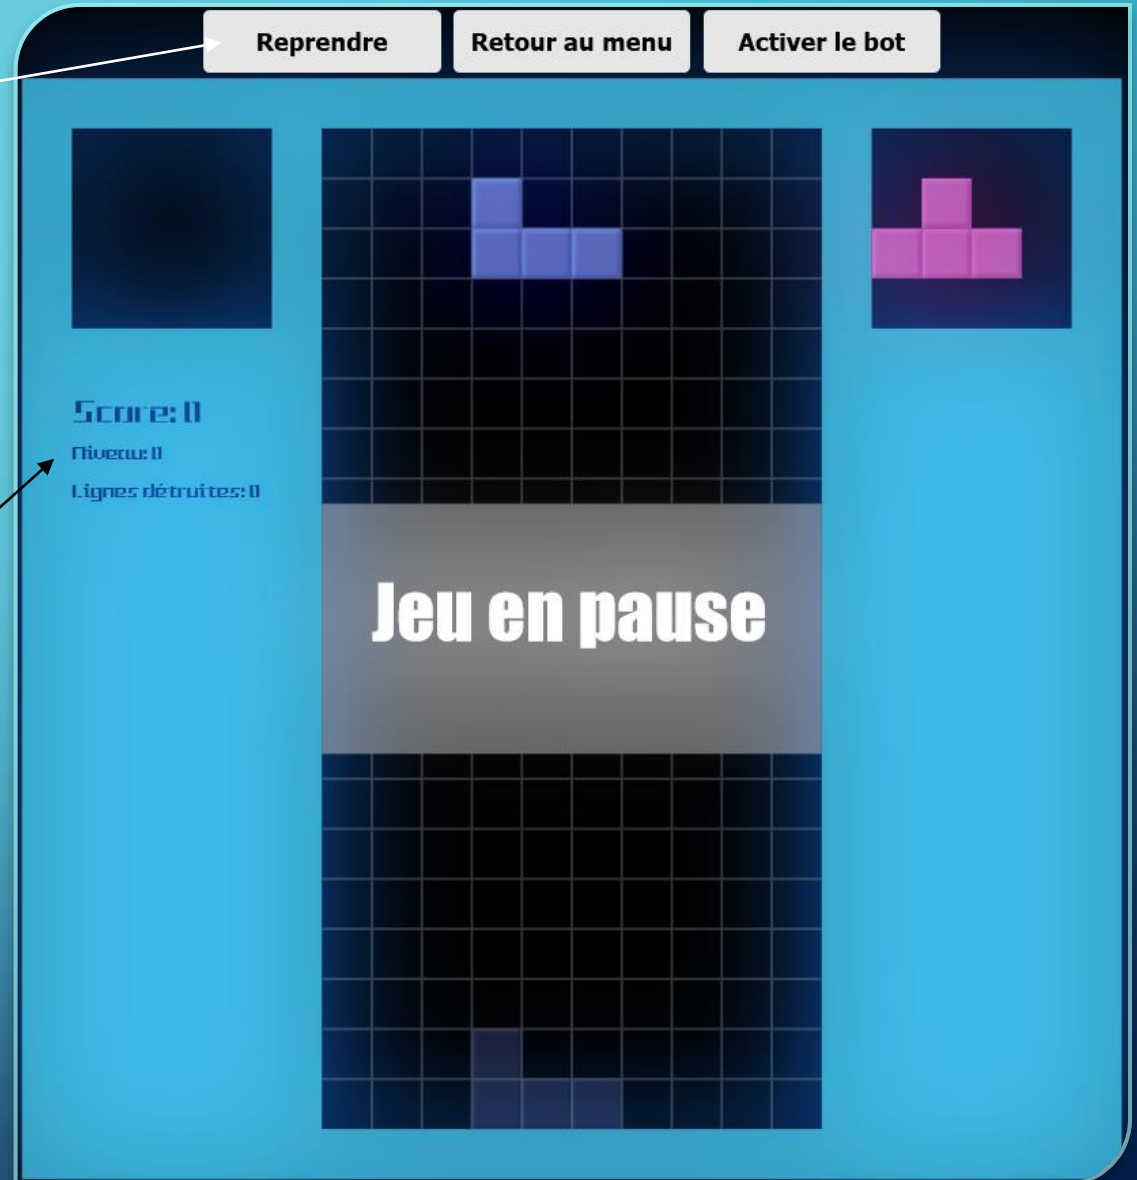 Reprendre
Retour au menu
Activer le bot
Score: 0
Niveau: 0
Lignes détruites: 0
Jeu en pause